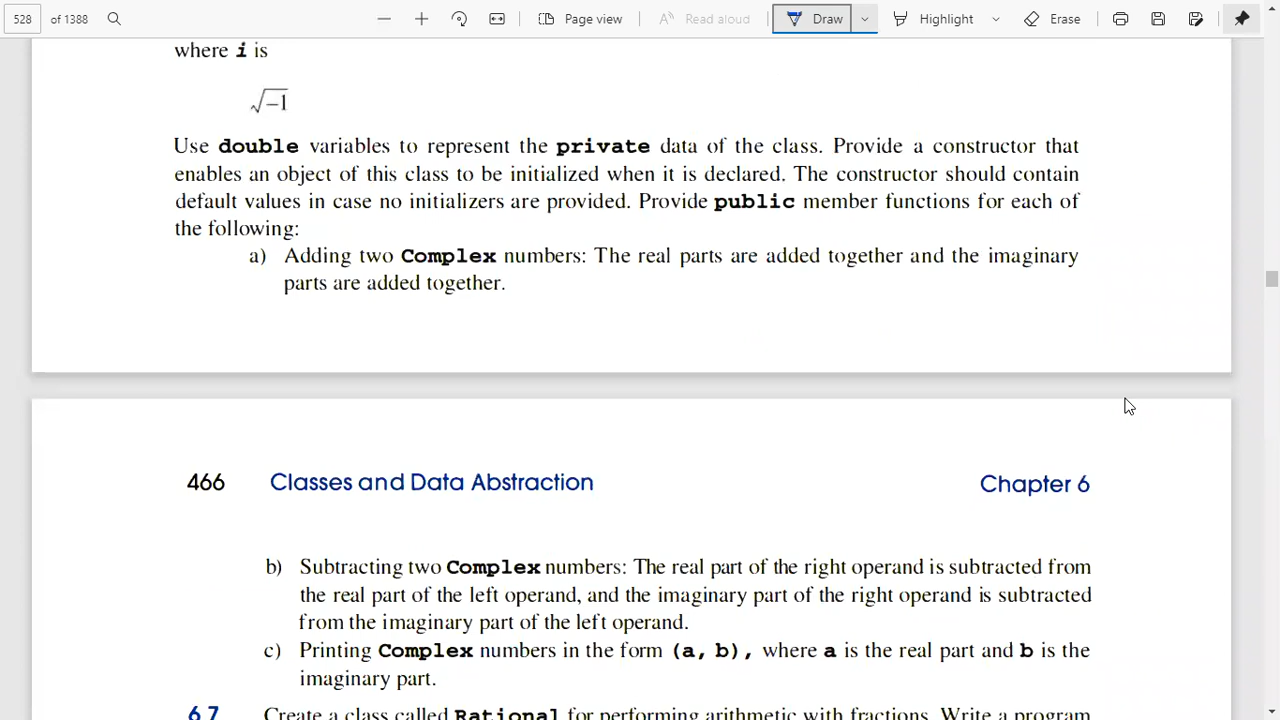 528 of 1388 Page view Read aloud Draw Highlight Erase
where i is
√−1
Use double variables to represent the private data of the class. Provide a constructor that
enables an object of this class to be initialized when it is declared. The constructor should contain
default values in case no initializers are provided. Provide public member functions for each of
the following:
a) Adding two Complex numbers: The real parts are added together and the imaginary
parts are added together.
466 Classes and Data Abstraction Chapter 6
b) Subtracting two Complex numbers: The real part of the right operand is subtracted from
the real part of the left operand, and the imaginary part of the right operand is subtracted
from the imaginary part of the left operand.
c) Printing Complex numbers in the form (a, b), where a is the real part and b is the
imaginary part.
6.7 Create a class called Rational for performing arithmetic with fractions. Write a program